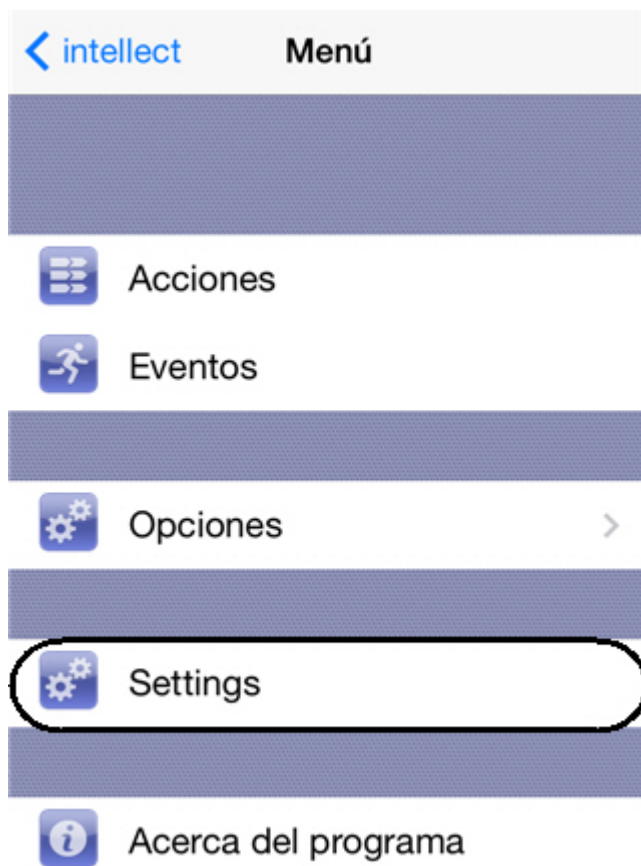 intellect Menú
Acciones
Eventos
Opciones
Settings
Acerca del programa